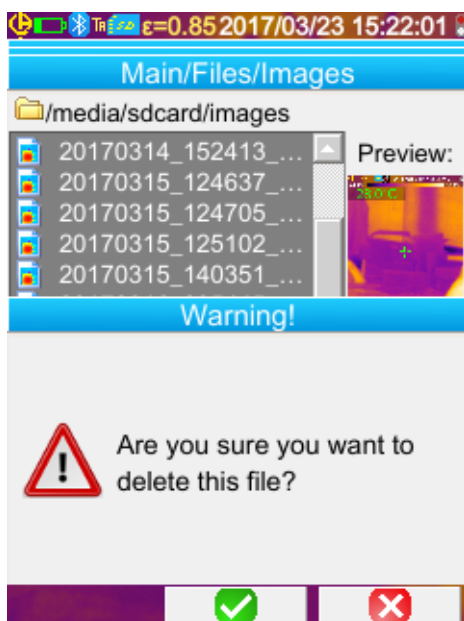 ε=0.85 2017/03/23 15:22:01
Main/Files/Images
/media/sdcard/images
20170314_152413_...
Preview:
20170315_124637_...
20170315_124705_...
20170315_125102_...
20170315_140351_...
Warning!
Are you sure you want to
delete this file?